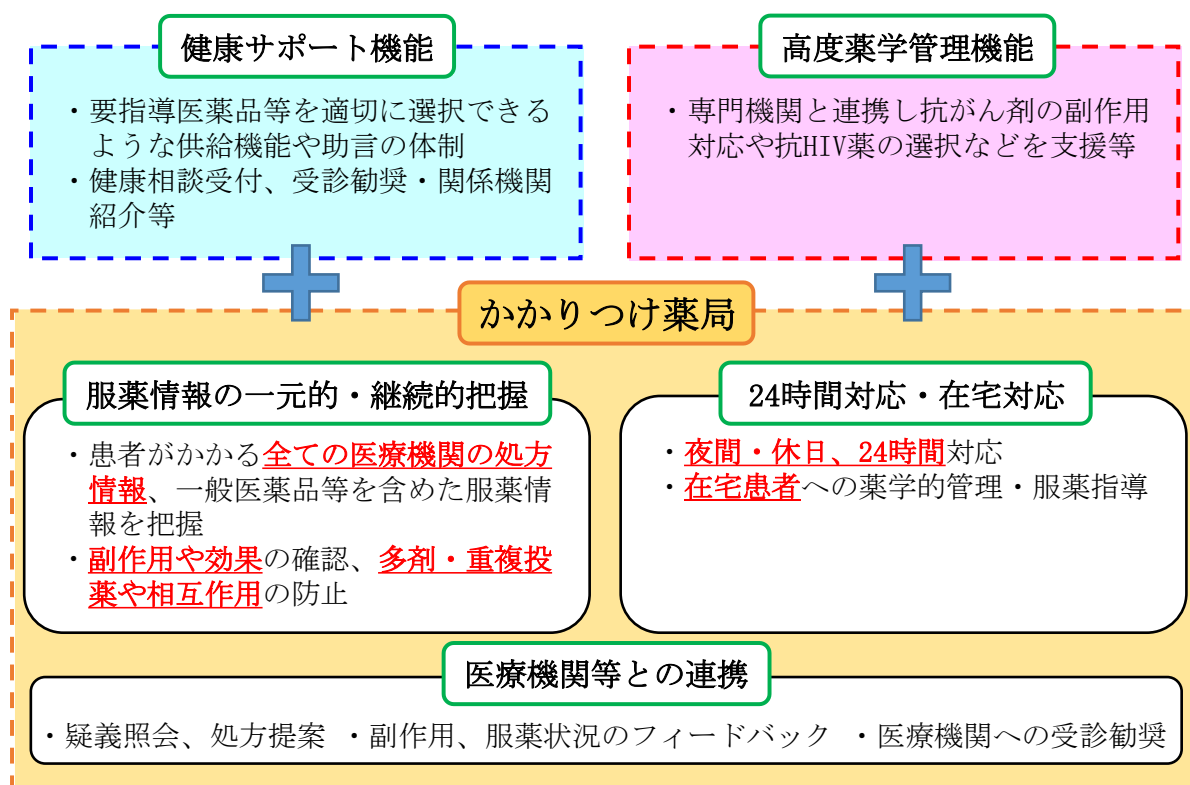 健康サポート機能
・要指導医薬品等を適切に選択できる
ような供給機能や助言の体制
・健康相談受付、受診勧奨・関係機関
紹介等
高度薬学管理機能
・専門機関と連携し抗がん剤の副作用
対応や抗HIV薬の選択などを支援等
かかりつけ薬局
服薬情報の一元的・継続的把握
・患者がかかる全ての医療機関の処方
情報、一般医薬品等を含めた服薬情
報を把握
・副作用や効果の確認、多剤・重複投
薬や相互作用の防止
24時間対応・在宅対応
・夜間・休日、24時間対応
・在宅患者への薬学的管理・服薬指導
医療機関等との連携
・疑義照会、処方提案 ・副作用、服薬状況のフィードバック ・医療機関への受診勧奨